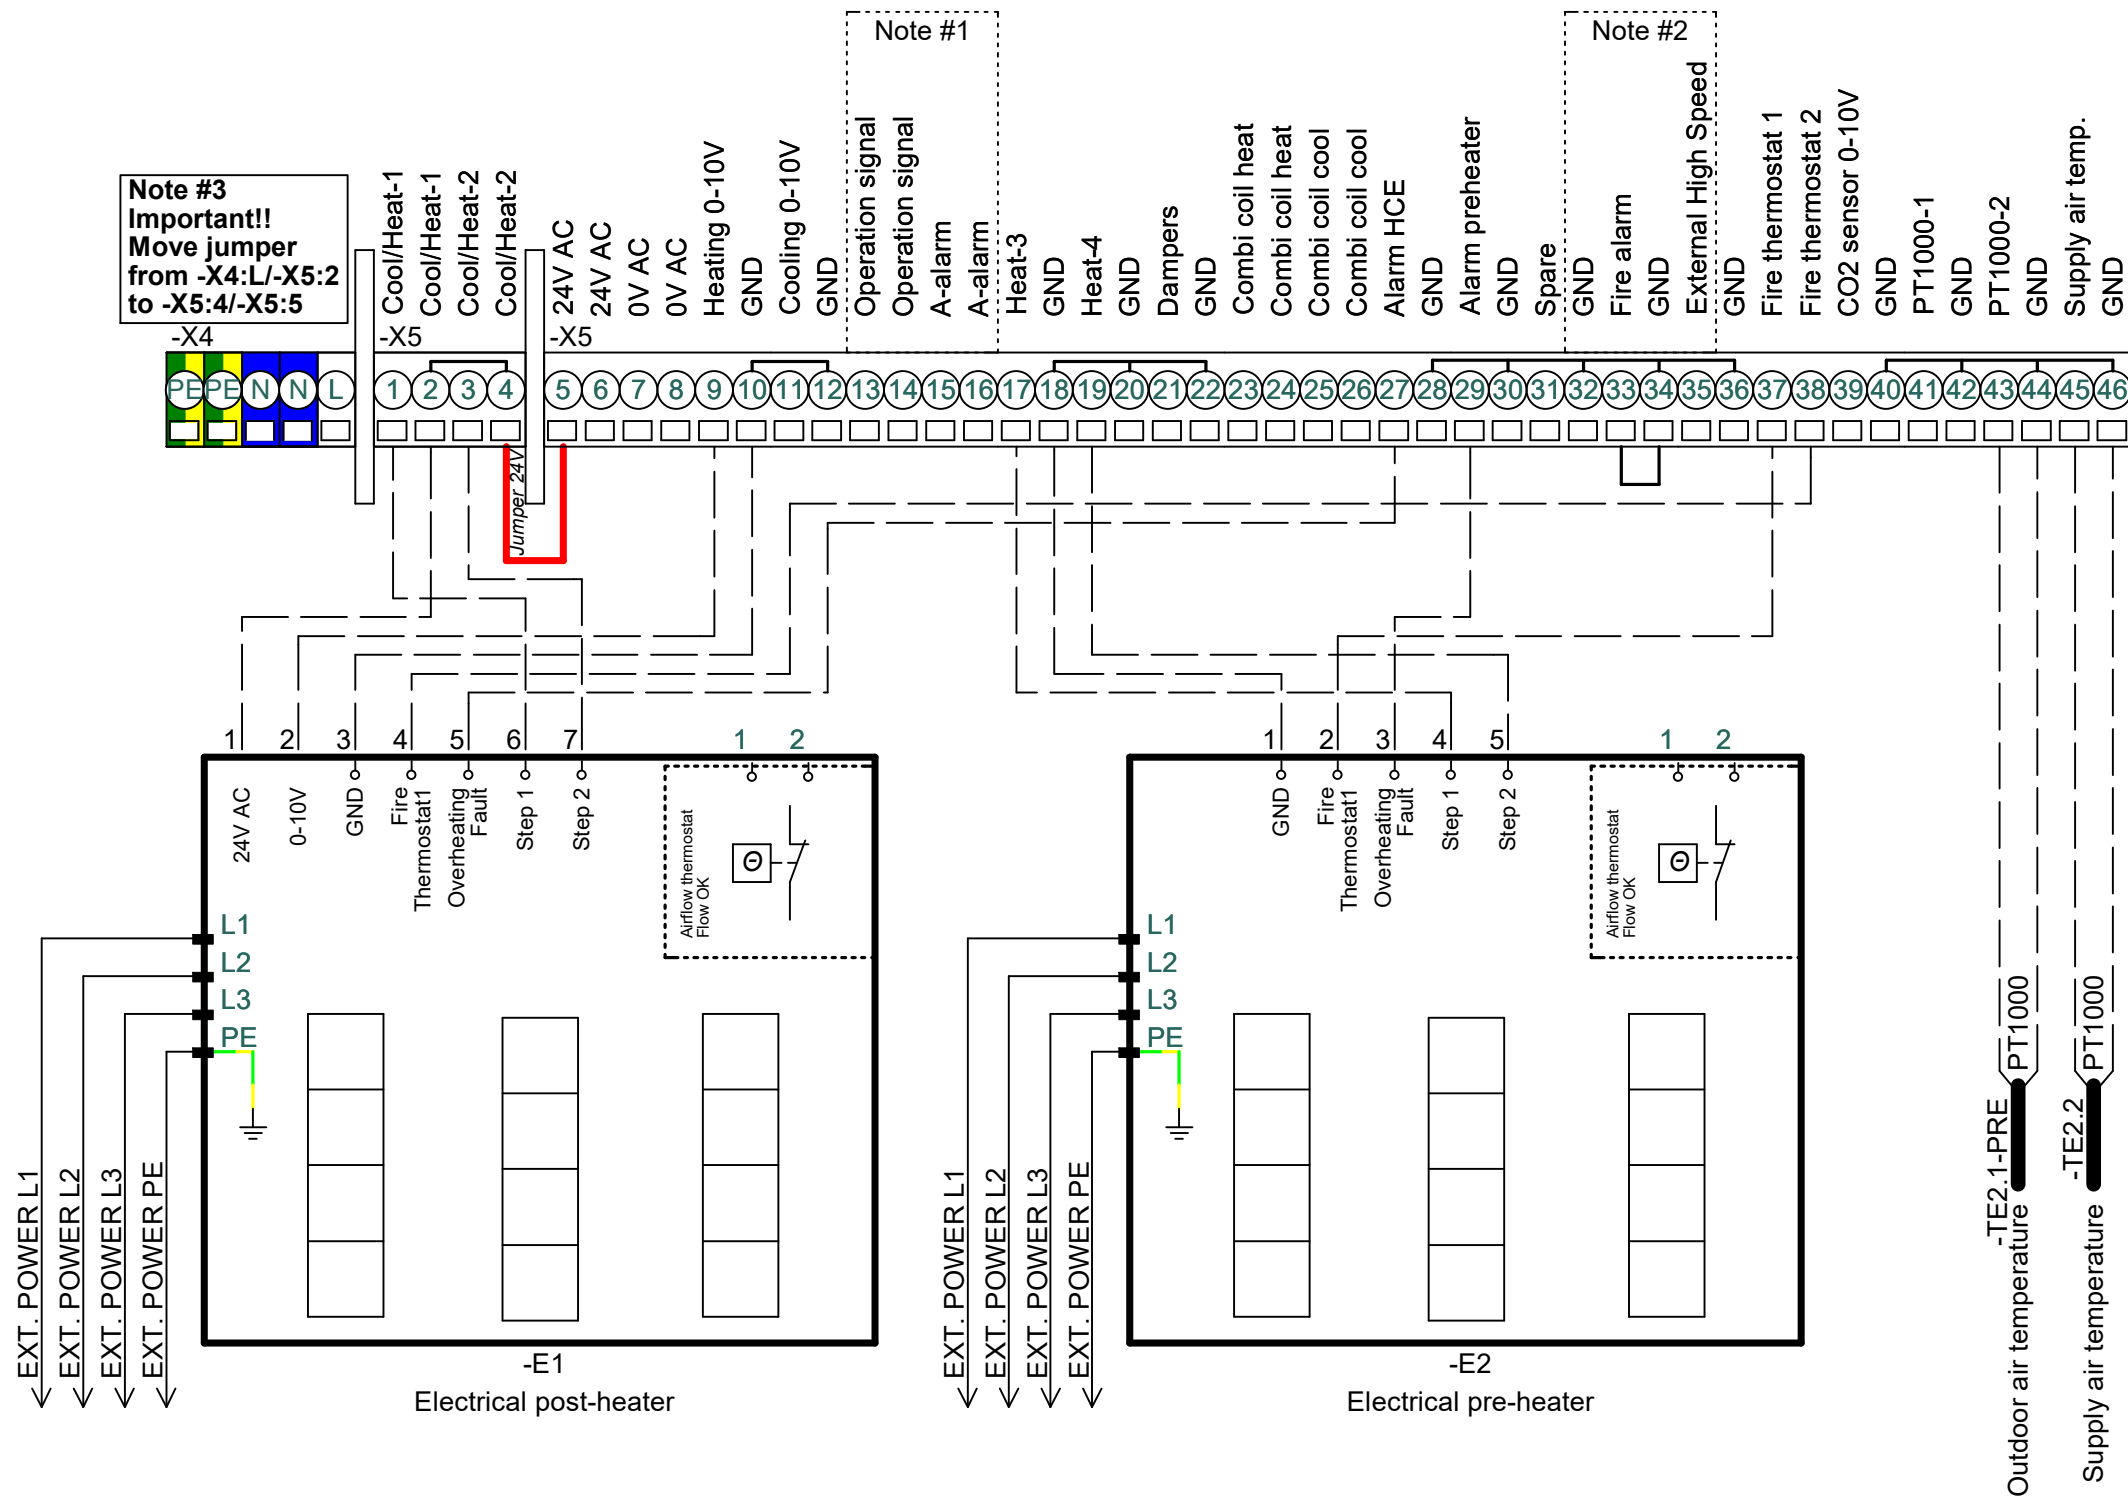 Note #1
Note #2
Note #3
Important!!
Move jumper
from -X4:L/-X5:2
to -X5:4/-X5:5
Cool/Heat-1
Cool/Heat-1
Cool/Heat-2
Cool/Heat-2
24V AC
24V AC
0V AC
0V AC
Heating 0-10V
GND
Cooling 0-10V
GND
Operation signal
Operation signal
A-alarm
A-alarm
Heat-3
GND
Heat-4
GND
Dampers
GND
Combi coil heat
Combi coil heat
Combi coil cool
Combi coil cool
Alarm HCE
GND
Alarm preheater
GND
Spare
GND
Fire alarm
GND
External High Speed
GND
Fire thermostat 1
Fire thermostat 2
CO2 sensor 0-10V
GND
PT1000-1
GND
PT1000-2
GND
Supply air temp.
GND
-X4 -X5 -X5
PE PE N N L 1 2 3 4 5 6 7 8 9 10 11 12 13 14 15 16 17 18 19 20 21 22 23 24 25 26 27 28 29 30 31 32 33 34 35 36 37 38 39 40 41 42 43 44 45 46
Jumper 24V
1 2 3 4 5 6 7 1 2
24V AC
0-10V
GND
Fire
Thermostat1
Overheating
Fault
Step 1
Step 2
Airflow thermostat
Flow OK
Θ
L1
L2
L3
PE
EXT. POWER L1
EXT. POWER L2
EXT. POWER L3
EXT. POWER PE
-E1
Electrical post-heater
1 2 3 4 5 1 2
GND
Fire
Thermostat1
Overheating
Fault
Step 1
Step 2
Airflow thermostat
Flow OK
Θ
L1
L2
L3
PE
EXT. POWER L1
EXT. POWER L2
EXT. POWER L3
EXT. POWER PE
-E2
Electrical pre-heater
PT1000
-TE2.1-PRE
Outdoor air temperature
PT1000
-TE2.2
Supply air temperature